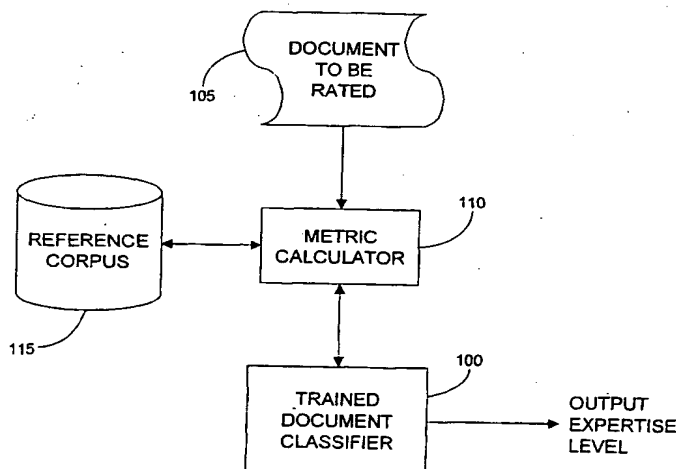 DOCUMENT
TO BE
RATED
105
110
REFERENCE
CORPUS
METRIC
CALCULATOR
115
100
TRAINED
DOCUMENT
CLASSIFIER
OUTPUT
EXPERTISE
LEVEL